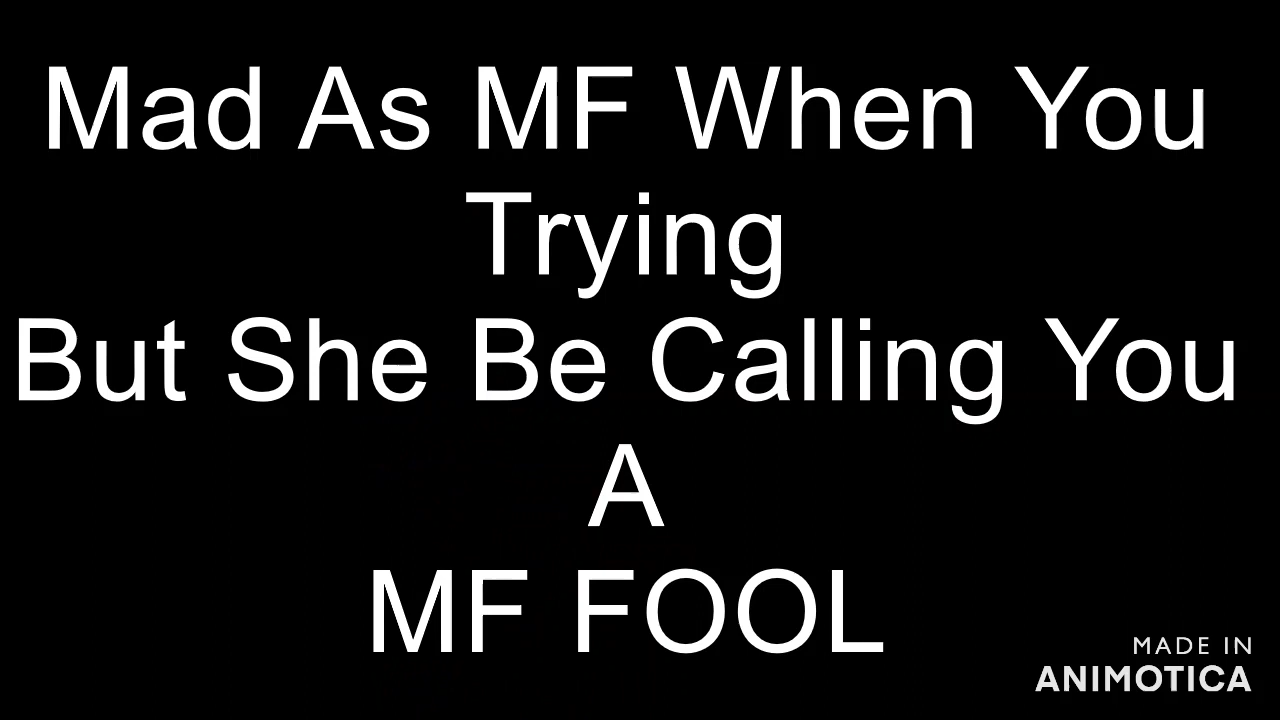 Mad As MF When You
Trying
But She Be Calling You
A
MF FOOL
MADE IN
ANIMOTICA